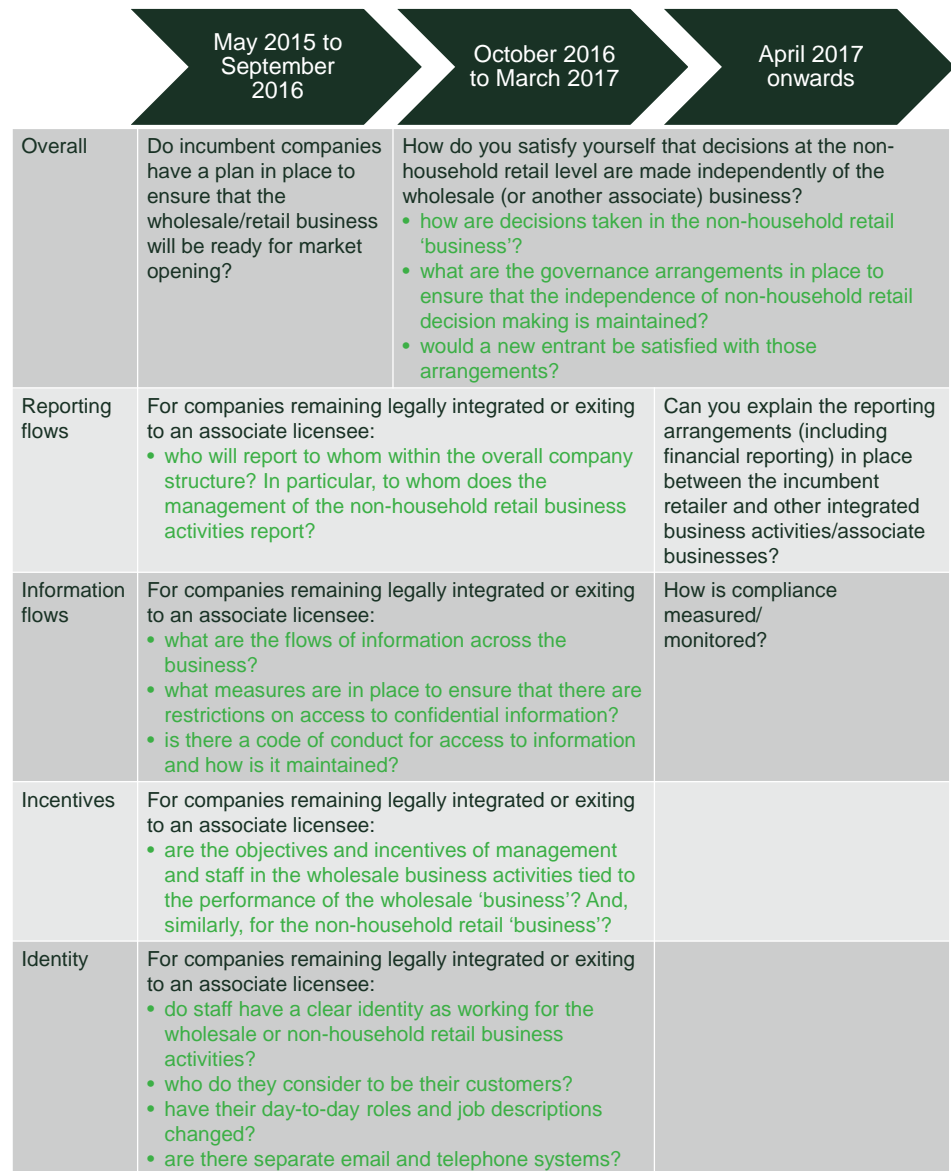 May 2015 to
September
2016
October 2016
to March 2017
April 2017
onwards
Overall
Do incumbent companies
have a plan in place to
ensure that the
wholesale/retail business
will be ready for market
opening?
How do you satisfy yourself that decisions at the non-
household retail level are made independently of the
wholesale (or another associate) business?
• how are decisions taken in the non-household retail
‘business’?
• what are the governance arrangements in place to
ensure that the independence of non-household retail
decision making is maintained?
• would a new entrant be satisfied with those
arrangements?
Reporting
flows
For companies remaining legally integrated or exiting
to an associate licensee:
• who will report to whom within the overall company
structure? In particular, to whom does the
management of the non-household retail business
activities report?
Can you explain the reporting
arrangements (including
financial reporting) in place
between the incumbent
retailer and other integrated
business activities/associate
businesses?
Information
flows
For companies remaining legally integrated or exiting
to an associate licensee:
• what are the flows of information across the
business?
• what measures are in place to ensure that there are
restrictions on access to confidential information?
• is there a code of conduct for access to information
and how is it maintained?
How is compliance
measured/
monitored?
Incentives
For companies remaining legally integrated or exiting
to an associate licensee:
• are the objectives and incentives of management
and staff in the wholesale business activities tied to
the performance of the wholesale ‘business’? And,
similarly, for the non-household retail ‘business’?
Identity
For companies remaining legally integrated or exiting
to an associate licensee:
• do staff have a clear identity as working for the
wholesale or non-household retail business
activities?
• who do they consider to be their customers?
• have their day-to-day roles and job descriptions
changed?
• are there separate email and telephone systems?